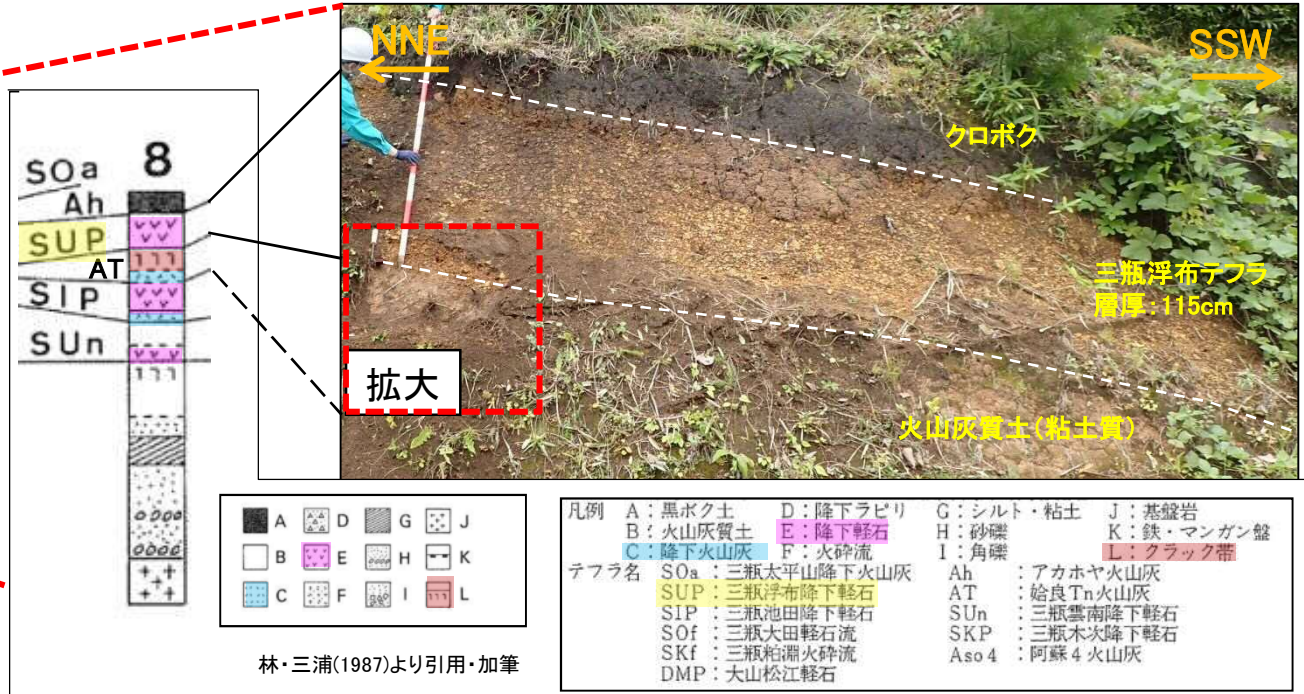 NNE
SSW
クロボク
三瓶浮布テフラ
層厚:115cm
火山灰質土(粘土質)
拡大
8
SOa
Ah
SUP
AT
SIP
SUn
A D G J
B E H K
C F I L
林・三浦(1987)より引用・加筆
凡例 A:黒ボク土 D:降下ラピリ G:シルト・粘土 J:基盤岩
B:火山灰質土 E:降下軽石 H:砂礫 K:鉄・マンガン盤
C:降下火山灰 F:火砕流 I:角礫 L:クラック帯
テフラ名 SOa:三瓶太平山降下火山灰 Ah:アカホヤ火山灰
SUP:三瓶浮布降下軽石 AT:姶良Tn火山灰
SIP:三瓶池田降下軽石 SUn:三瓶雲南降下軽石
SOf:三瓶大田軽石流 SKP:三瓶木次降下軽石
SKf:三瓶粕淵火砕流 Aso4:阿蘇4火山灰
DMP:大山松江軽石